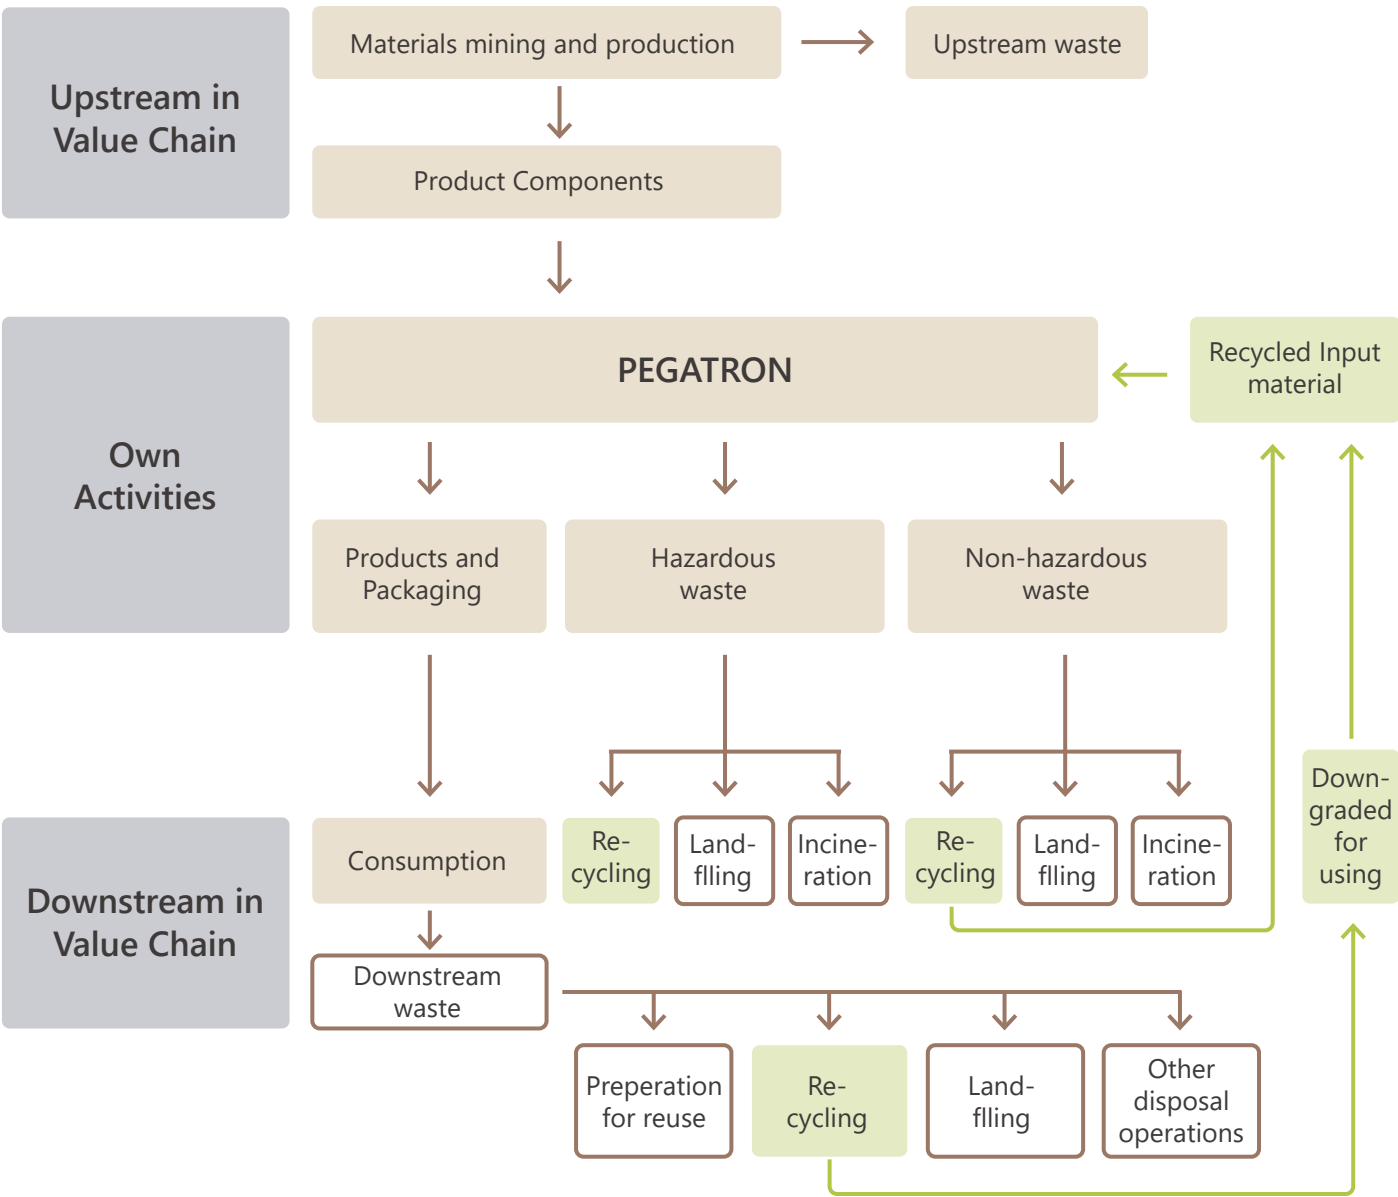 Upstream in
Value Chain
Materials mining and production
Upstream waste
Product Components
Own
Activities
PEGATRON
Recycled Input
material
Products and
Packaging
Hazardous
waste
Non-hazardous
waste
Down-
graded
for
using
Downstream in
Value Chain
Consumption
Re-
cycling
Land-
flling
Incine-
ration
Re-
cycling
Land-
flling
Incine-
ration
Downstream
waste
Preperation
for reuse
Re-
cycling
Land-
flling
Other
disposal
operations